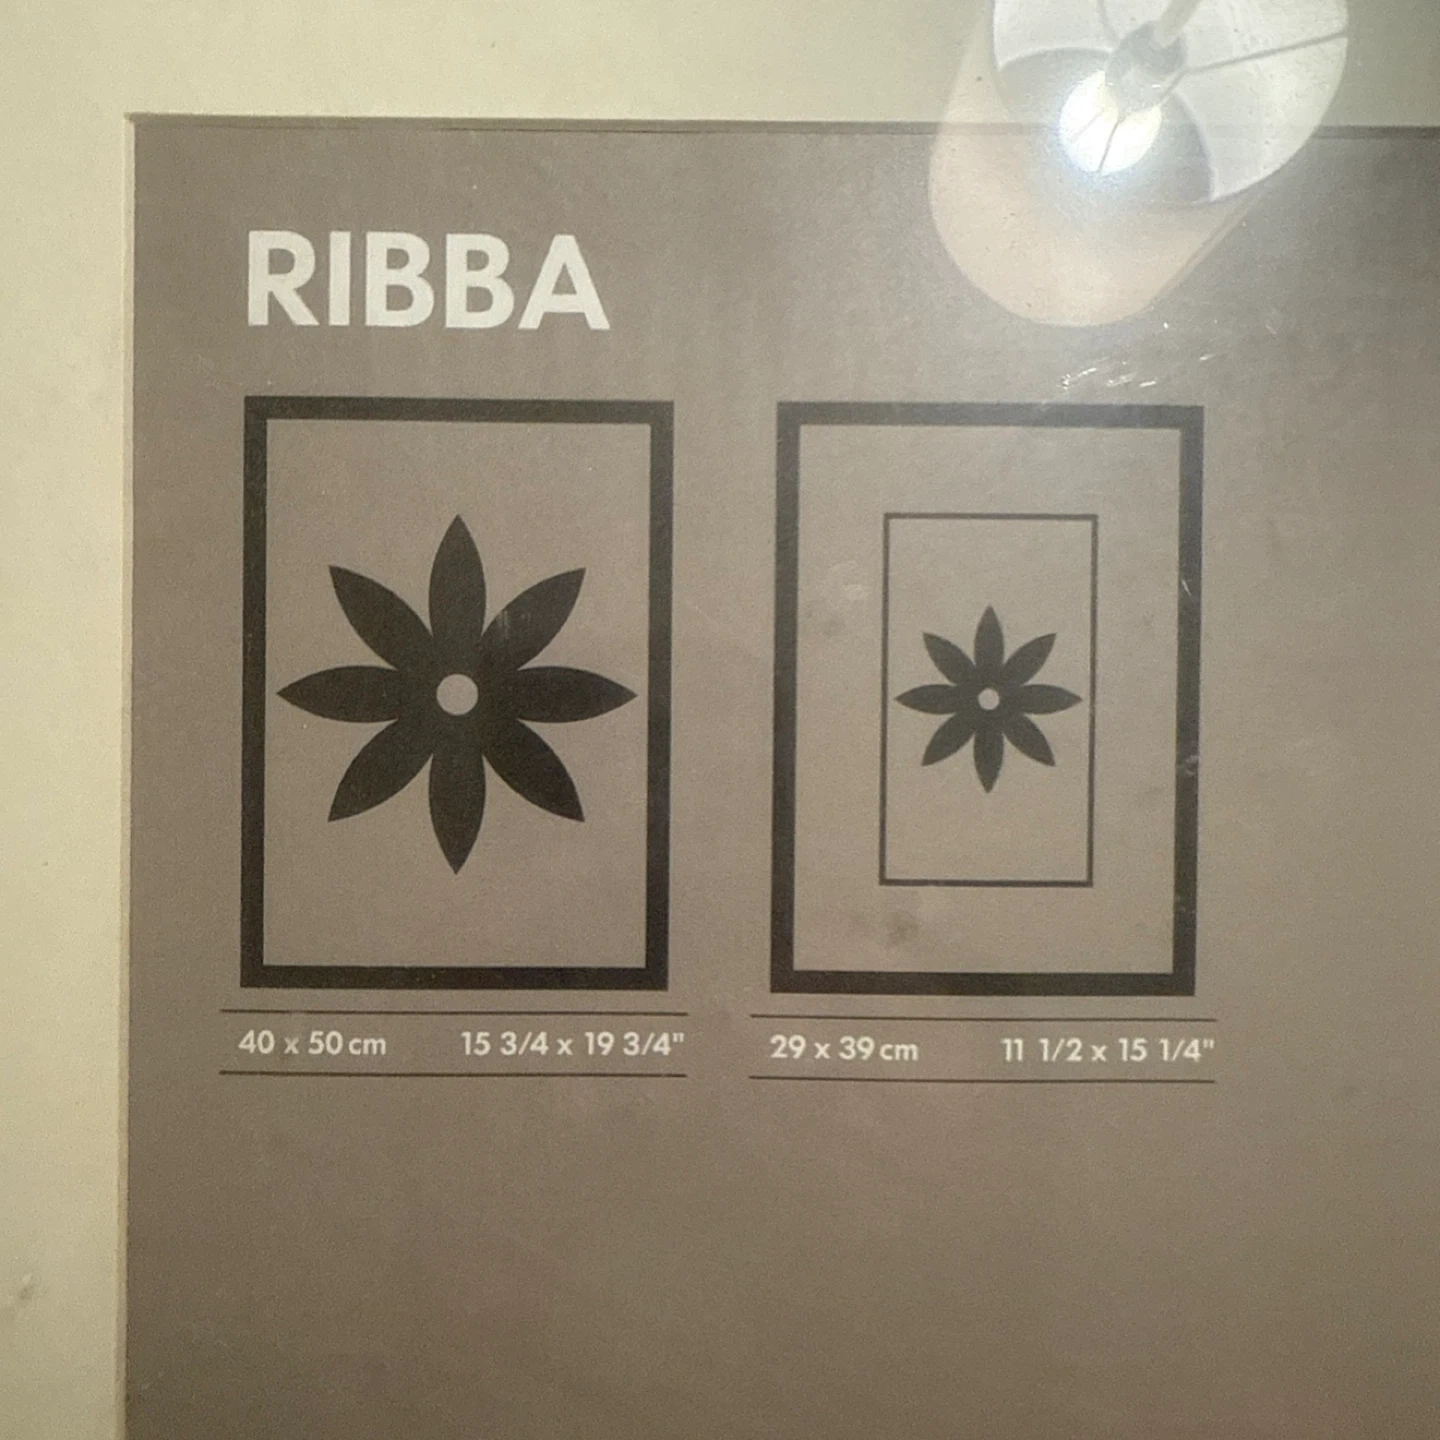 RIBBA
40 x 50 cm 15 3/4 x 19 3/4"
29 x 39 cm 11 1/2 x 15 1/4"